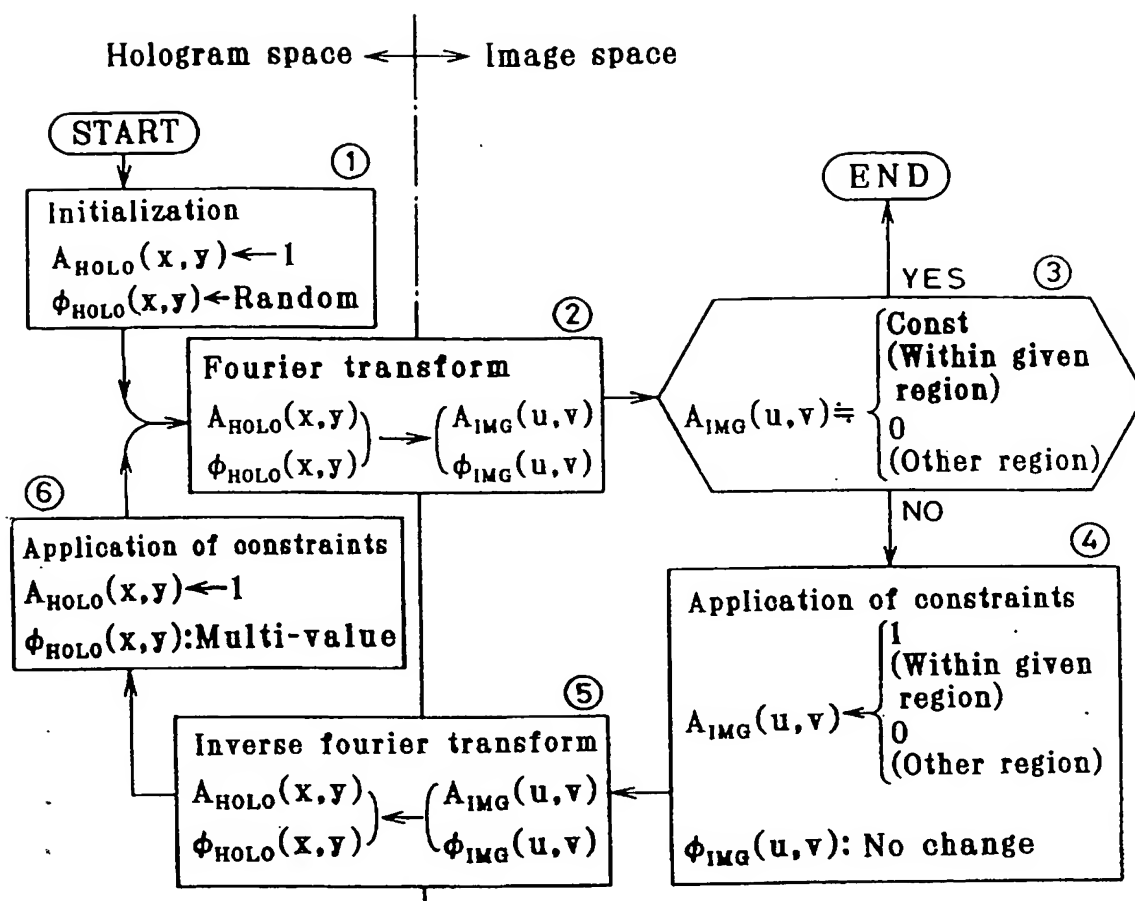 Hologram space ←→ Image space
START
①
Initialization
A_HOLO(x,y)←1
ϕ_HOLO(x,y)←Random
②
Fourier transform
A_HOLO(x,y) → A_IMG(u,v)
ϕ_HOLO(x,y) ϕ_IMG(u,v)
END
YES
③
A_IMG(u,v)≒
Const
(Within given
region)
0
(Other region)
NO
④
Application of constraints
A_IMG(u,v)←
1
(Within given
region)
0
(Other region)
ϕ_IMG(u,v): No change
⑤
Inverse fourier transform
A_HOLO(x,y) ← A_IMG(u,v)
ϕ_HOLO(x,y) ϕ_IMG(u,v)
⑥
Application of constraints
A_HOLO(x,y)←1
ϕ_HOLO(x,y):Multi-value